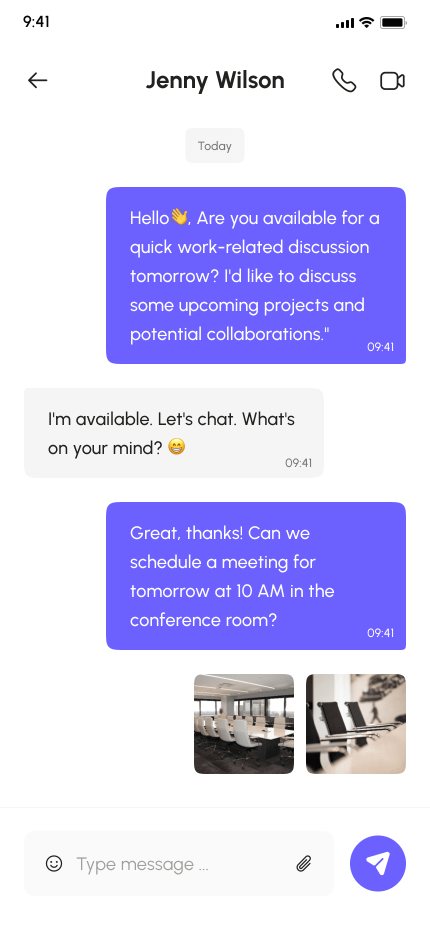 9:41
Jenny Wilson
Today
Hello👋, Are you available for a
quick work-related discussion
tomorrow? I'd like to discuss
some upcoming projects and
potential collaborations."
09:41
I'm available. Let's chat. What's
on your mind? 😁
09:41
Great, thanks! Can we
schedule a meeting for
tomorrow at 10 AM in the
conference room?
09:41
Type message ...